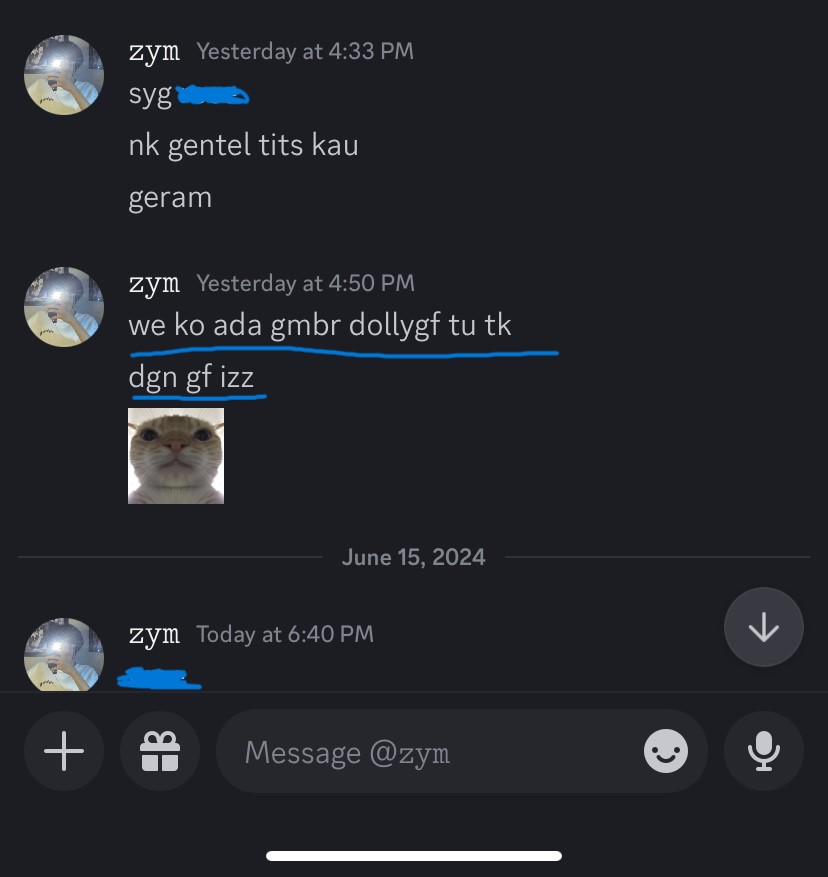 zym Yesterday at 4:33 PM
syg
nk gentel tits kau
geram
zym Yesterday at 4:50 PM
we ko ada gmbr dollygf tu tk
dgn gf izz
June 15, 2024
zym Today at 6:40 PM
Message @zym